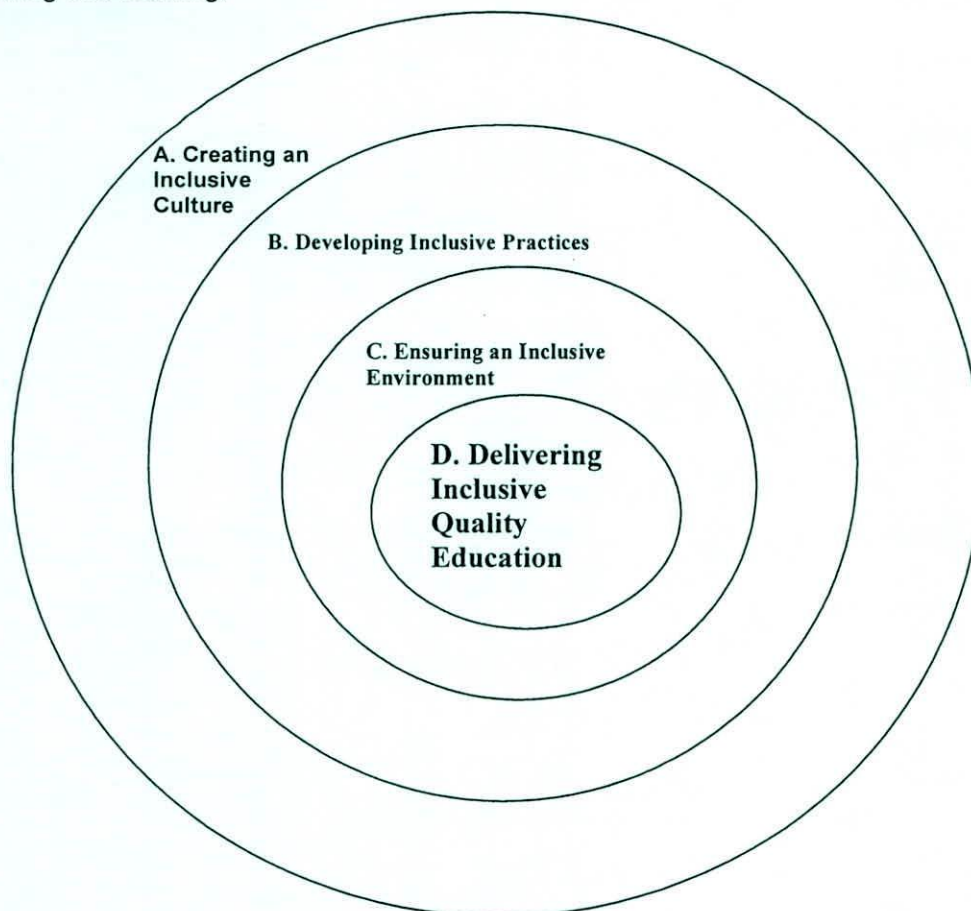 A. Creating an
Inclusive
Culture
B. Developing Inclusive Practices
C. Ensuring an Inclusive
Environment
D. Delivering
Inclusive
Quality
Education